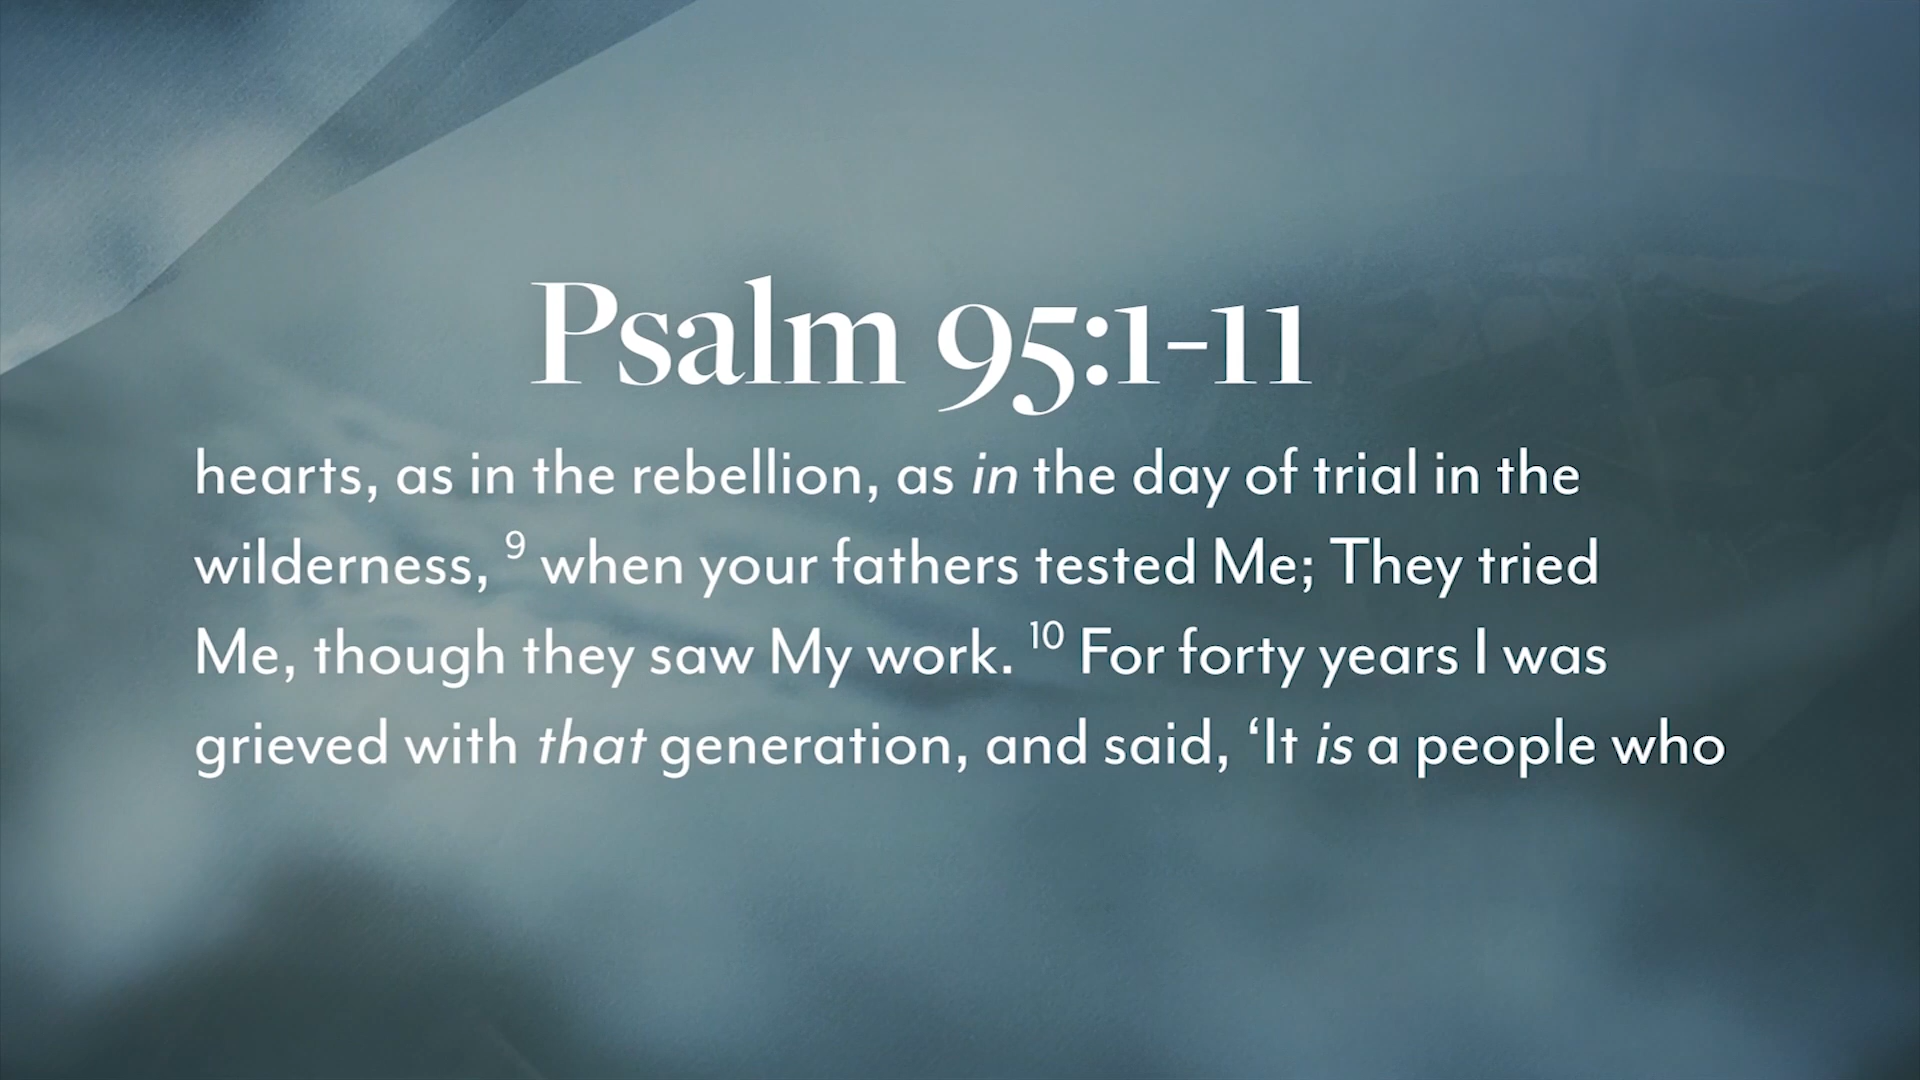 Psalm 95:1-11
hearts, as in the rebellion, as in the day of trial in the
wilderness, 9 when your fathers tested Me; They tried
Me, though they saw My work. 10 For forty years I was
grieved with that generation, and said, ‘It is a people who